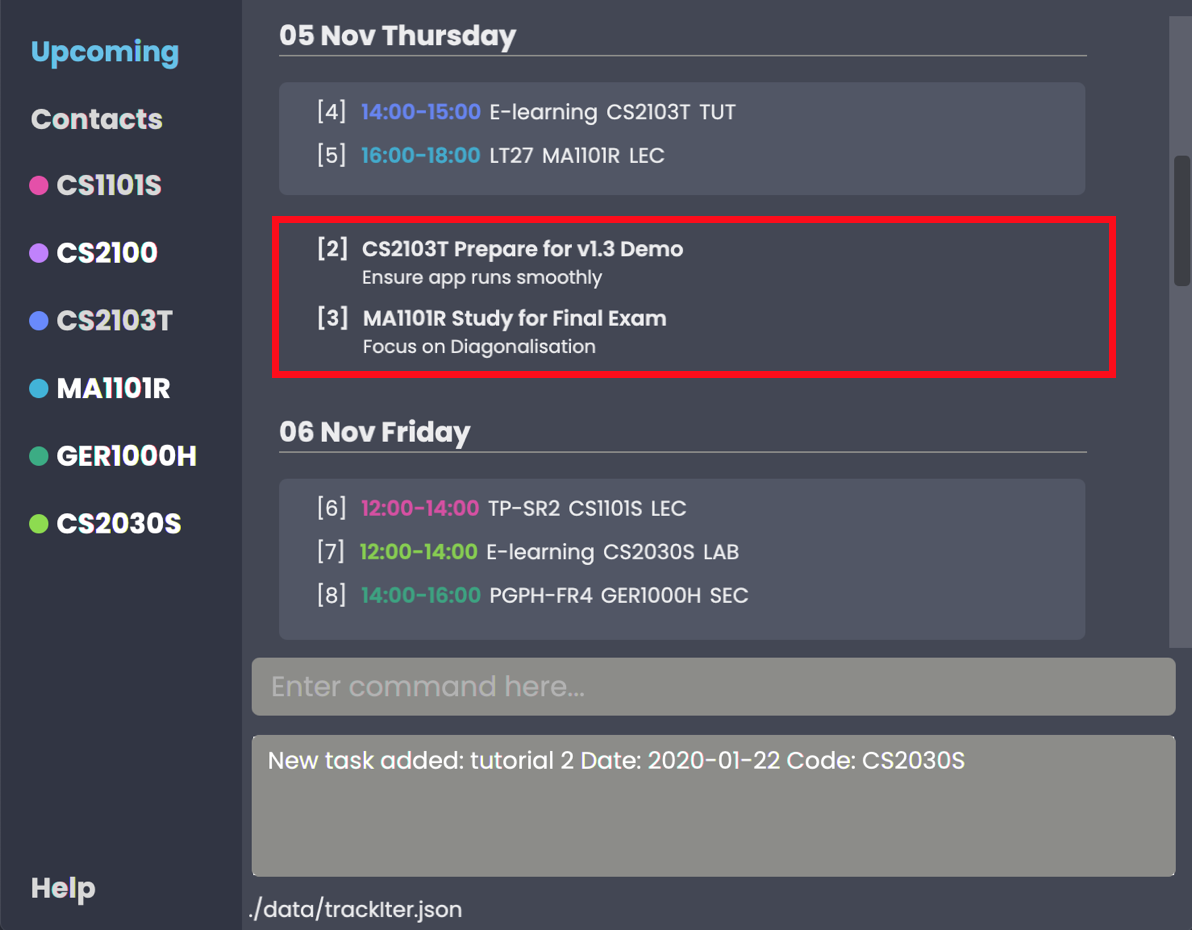 Upcoming
Contacts
CS1101S
CS2100
CS2103T
MA1101R
GER1000H
CS2030S
Help
05 Nov Thursday
[4] 14:00-15:00 E-learning CS2103T TUT
[5] 16:00-18:00 LT27 MA1101R LEC
[2] CS2103T Prepare for v1.3 Demo
Ensure app runs smoothly
[3] MA1101R Study for Final Exam
Focus on Diagonalisation
06 Nov Friday
[6] 12:00-14:00 TP-SR2 CS1101S LEC
[7] 12:00-14:00 E-learning CS2030S LAB
[8] 14:00-16:00 PGPH-FR4 GER1000H SEC
Enter command here...
New task added: tutorial 2 Date: 2020-01-22 Code: CS2030S
./data/trackIter.json